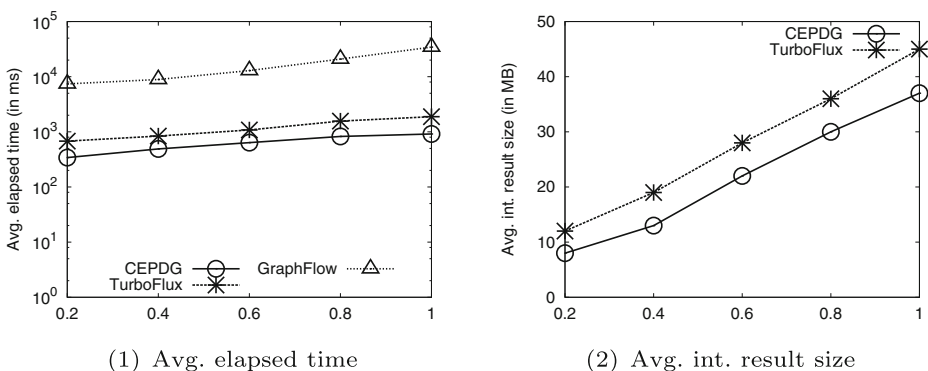 Avg. elapsed time (in ms)
10^5
10^4
10^3
10^2
10^1
10^0
CEPDG
TurboFlux
GraphFlow
0.2 0.4 0.6 0.8 1
(1) Avg. elapsed time
Avg. int. result size (in MB)
50
40
30
20
10
0
CEPDG
TurboFlux
0.2 0.4 0.6 0.8 1
(2) Avg. int. result size